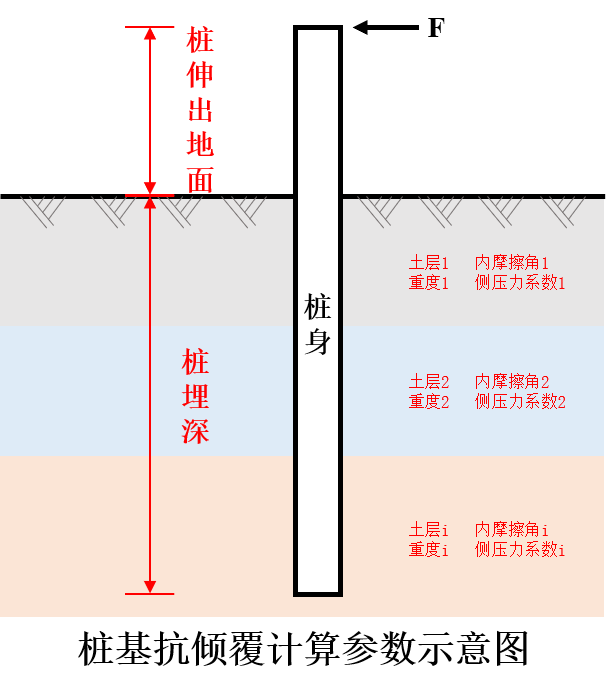 F
桩伸出地面
土层1 内摩擦角1
重度1 侧压力系数1
桩身
桩埋深
土层2 内摩擦角2
重度2 侧压力系数2
土层i 内摩擦角i
重度i 侧压力系数i
桩基抗倾覆计算参数示意图